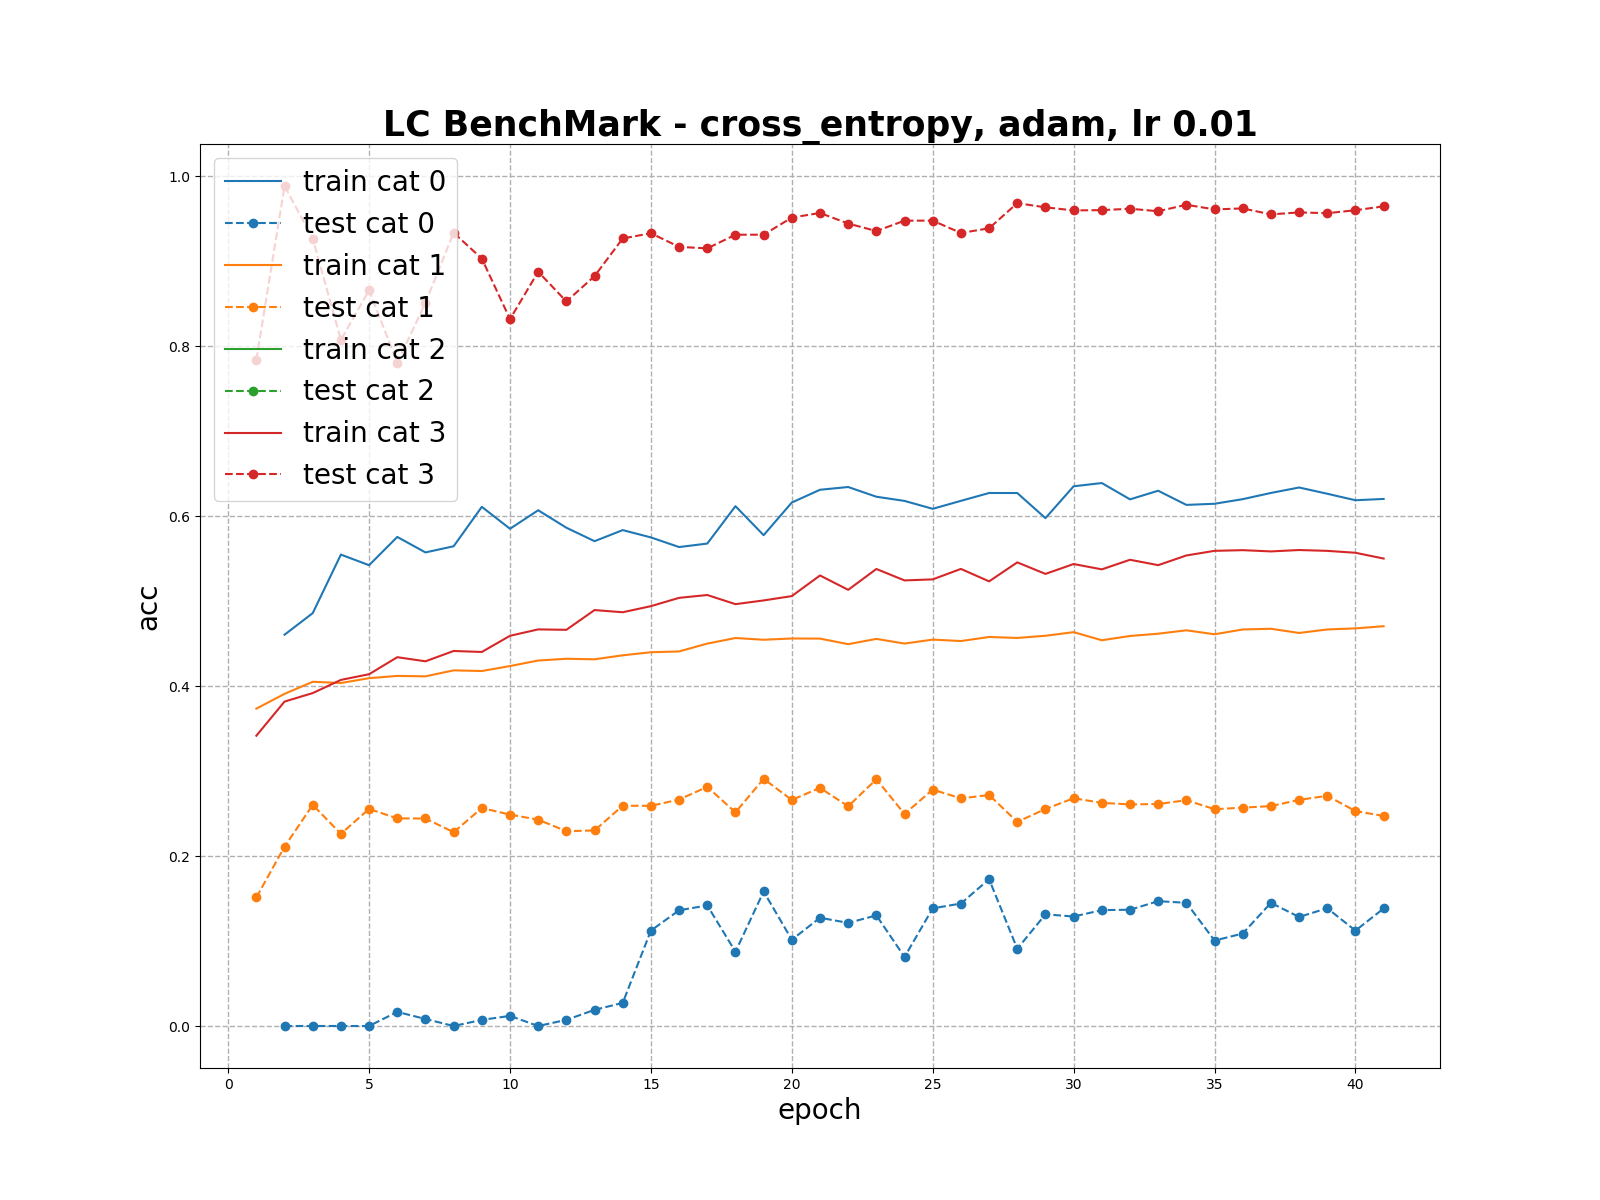 LC BenchMark - cross_entropy, adam, lr 0.01
1.0
0.8
0.6
0.4
0.2
0.0
acc
train cat 0
test cat 0
train cat 1
test cat 1
train cat 2
test cat 2
train cat 3
test cat 3
0 5 10 15 20 25 30 35 40
epoch